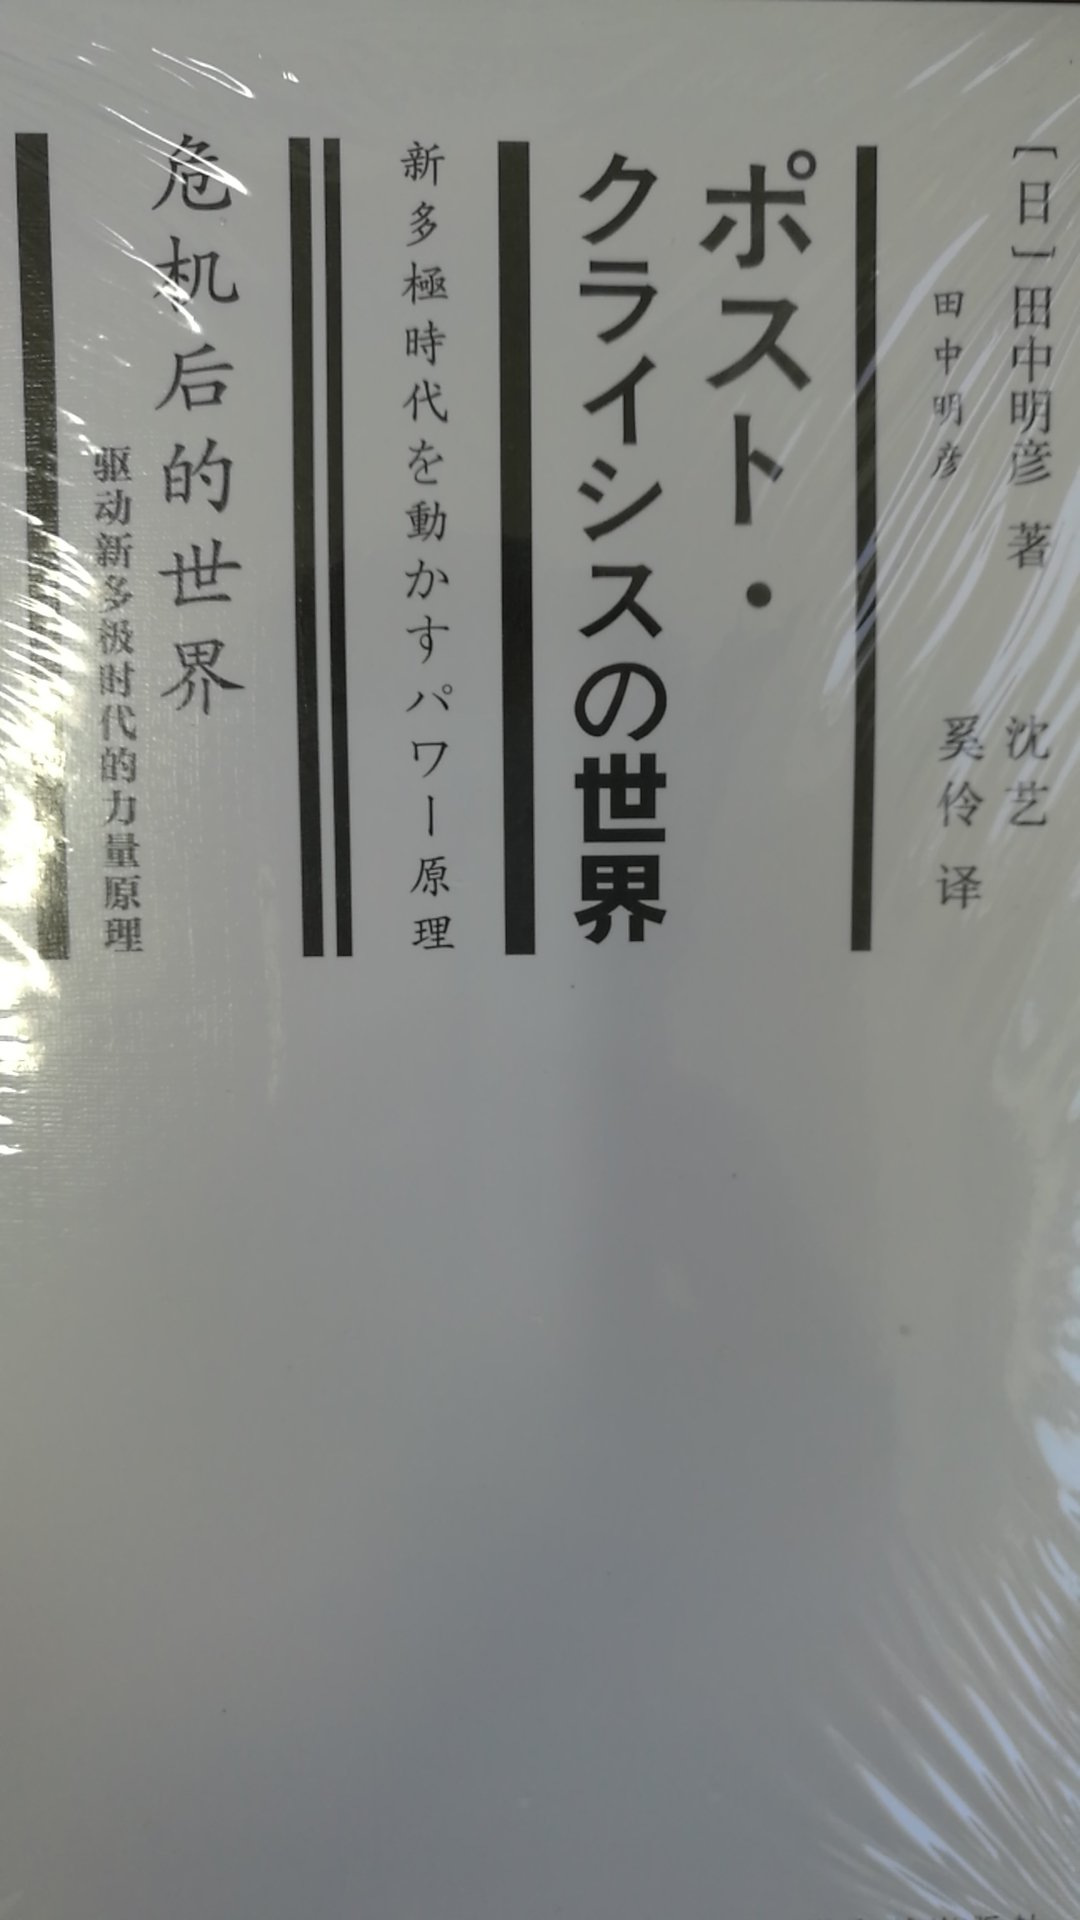 ［日］田中明彦 著
田中明彦
沈艺
奚伶 译
ポスト・
クライシスの世界
新多極時代を動かすパワー原理
危机后的世界
驱动新多极时代的力量原理